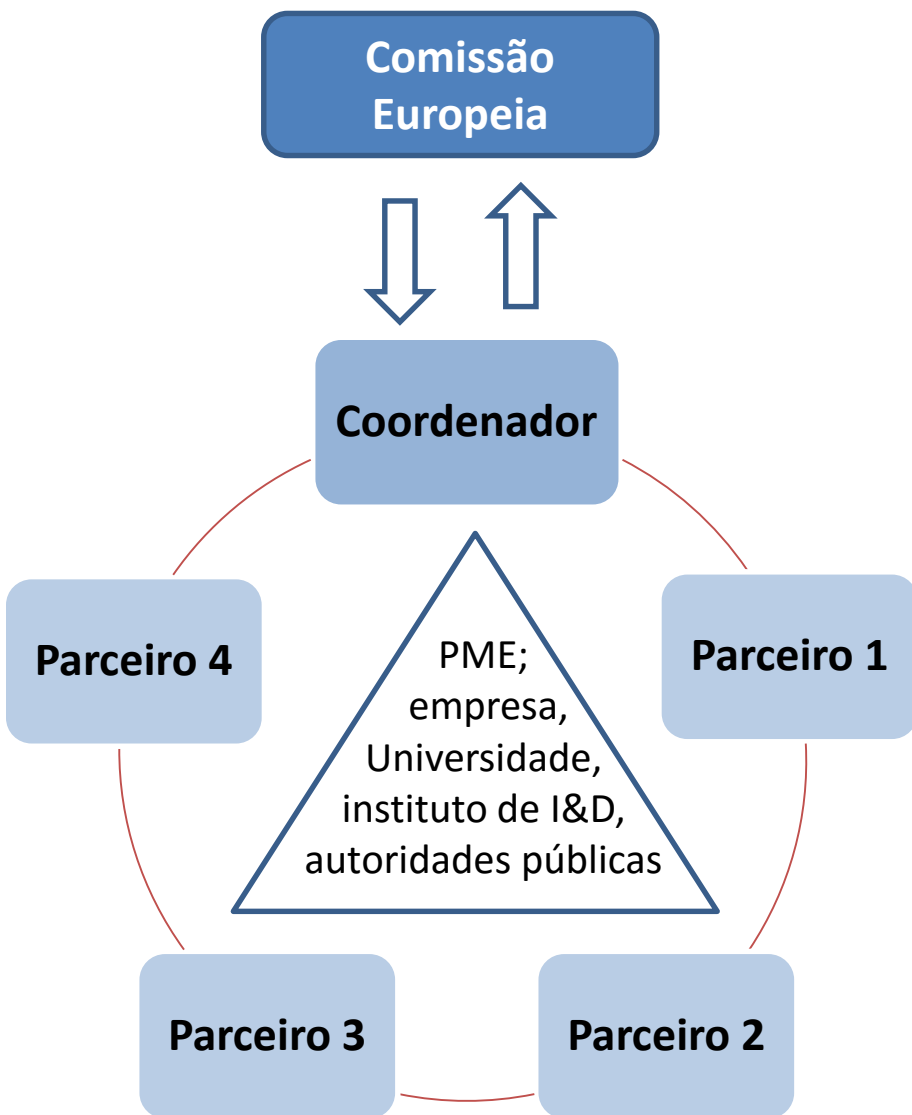 Comissão
Europeia
Coordenador
Parceiro 4
Parceiro 1
PME;
empresa,
Universidade,
instituto de I&D,
autoridades públicas
Parceiro 3
Parceiro 2